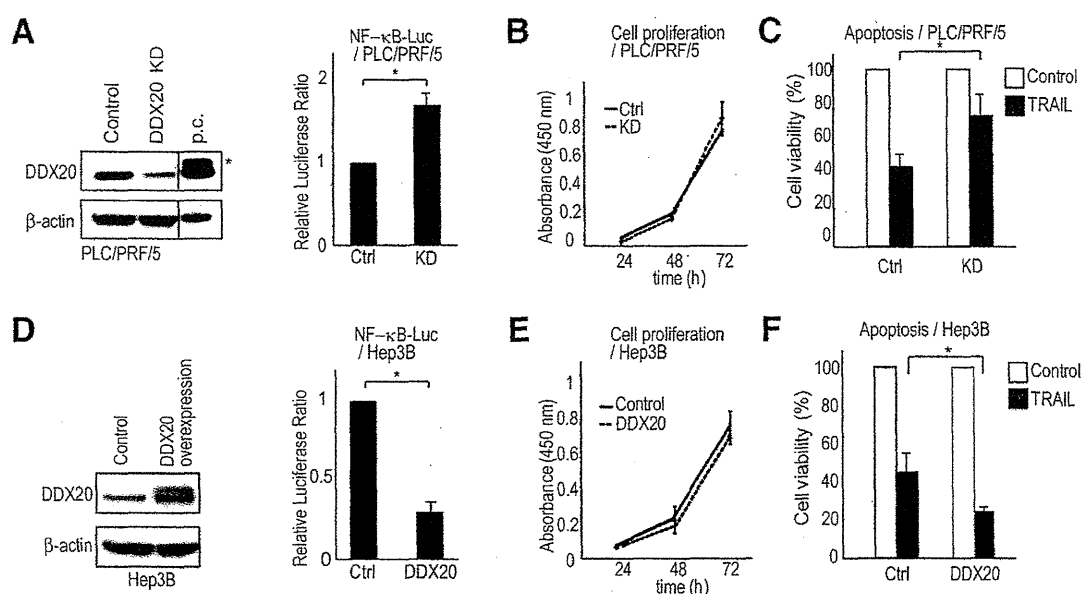 A
Control
DDX20 KD
p.c.
DDX20
*
β-actin
PLC/PRF/5
NF-κB-Luc
/ PLC/PRF/5
Relative Luciferase Ratio
2
1
0
*
Ctrl
KD
B
Cell proliferation
/ PLC/PRF/5
Absorbance (450 nm)
1
0.8
0.6
0.4
0.2
0
Ctrl
KD
24 48 72
time (h)
C
Apoptosis / PLC/PRF/5
*
Cell viability (%)
100
80
60
40
20
0
Control
TRAIL
Ctrl
KD
D
Control
DDX20
overexpression
DDX20
β-actin
Hep3B
NF-κB-Luc
/ Hep3B
Relative Luciferase Ratio
1
0.5
0
*
Ctrl
DDX20
E
Cell proliferation
/ Hep3B
Absorbance (450 nm)
1
0.8
0.6
0.4
0.2
0
Control
DDX20
24 48 72
time (h)
F
Apoptosis / Hep3B
*
Cell viability (%)
100
80
60
40
20
0
Control
TRAIL
Ctrl
DDX20